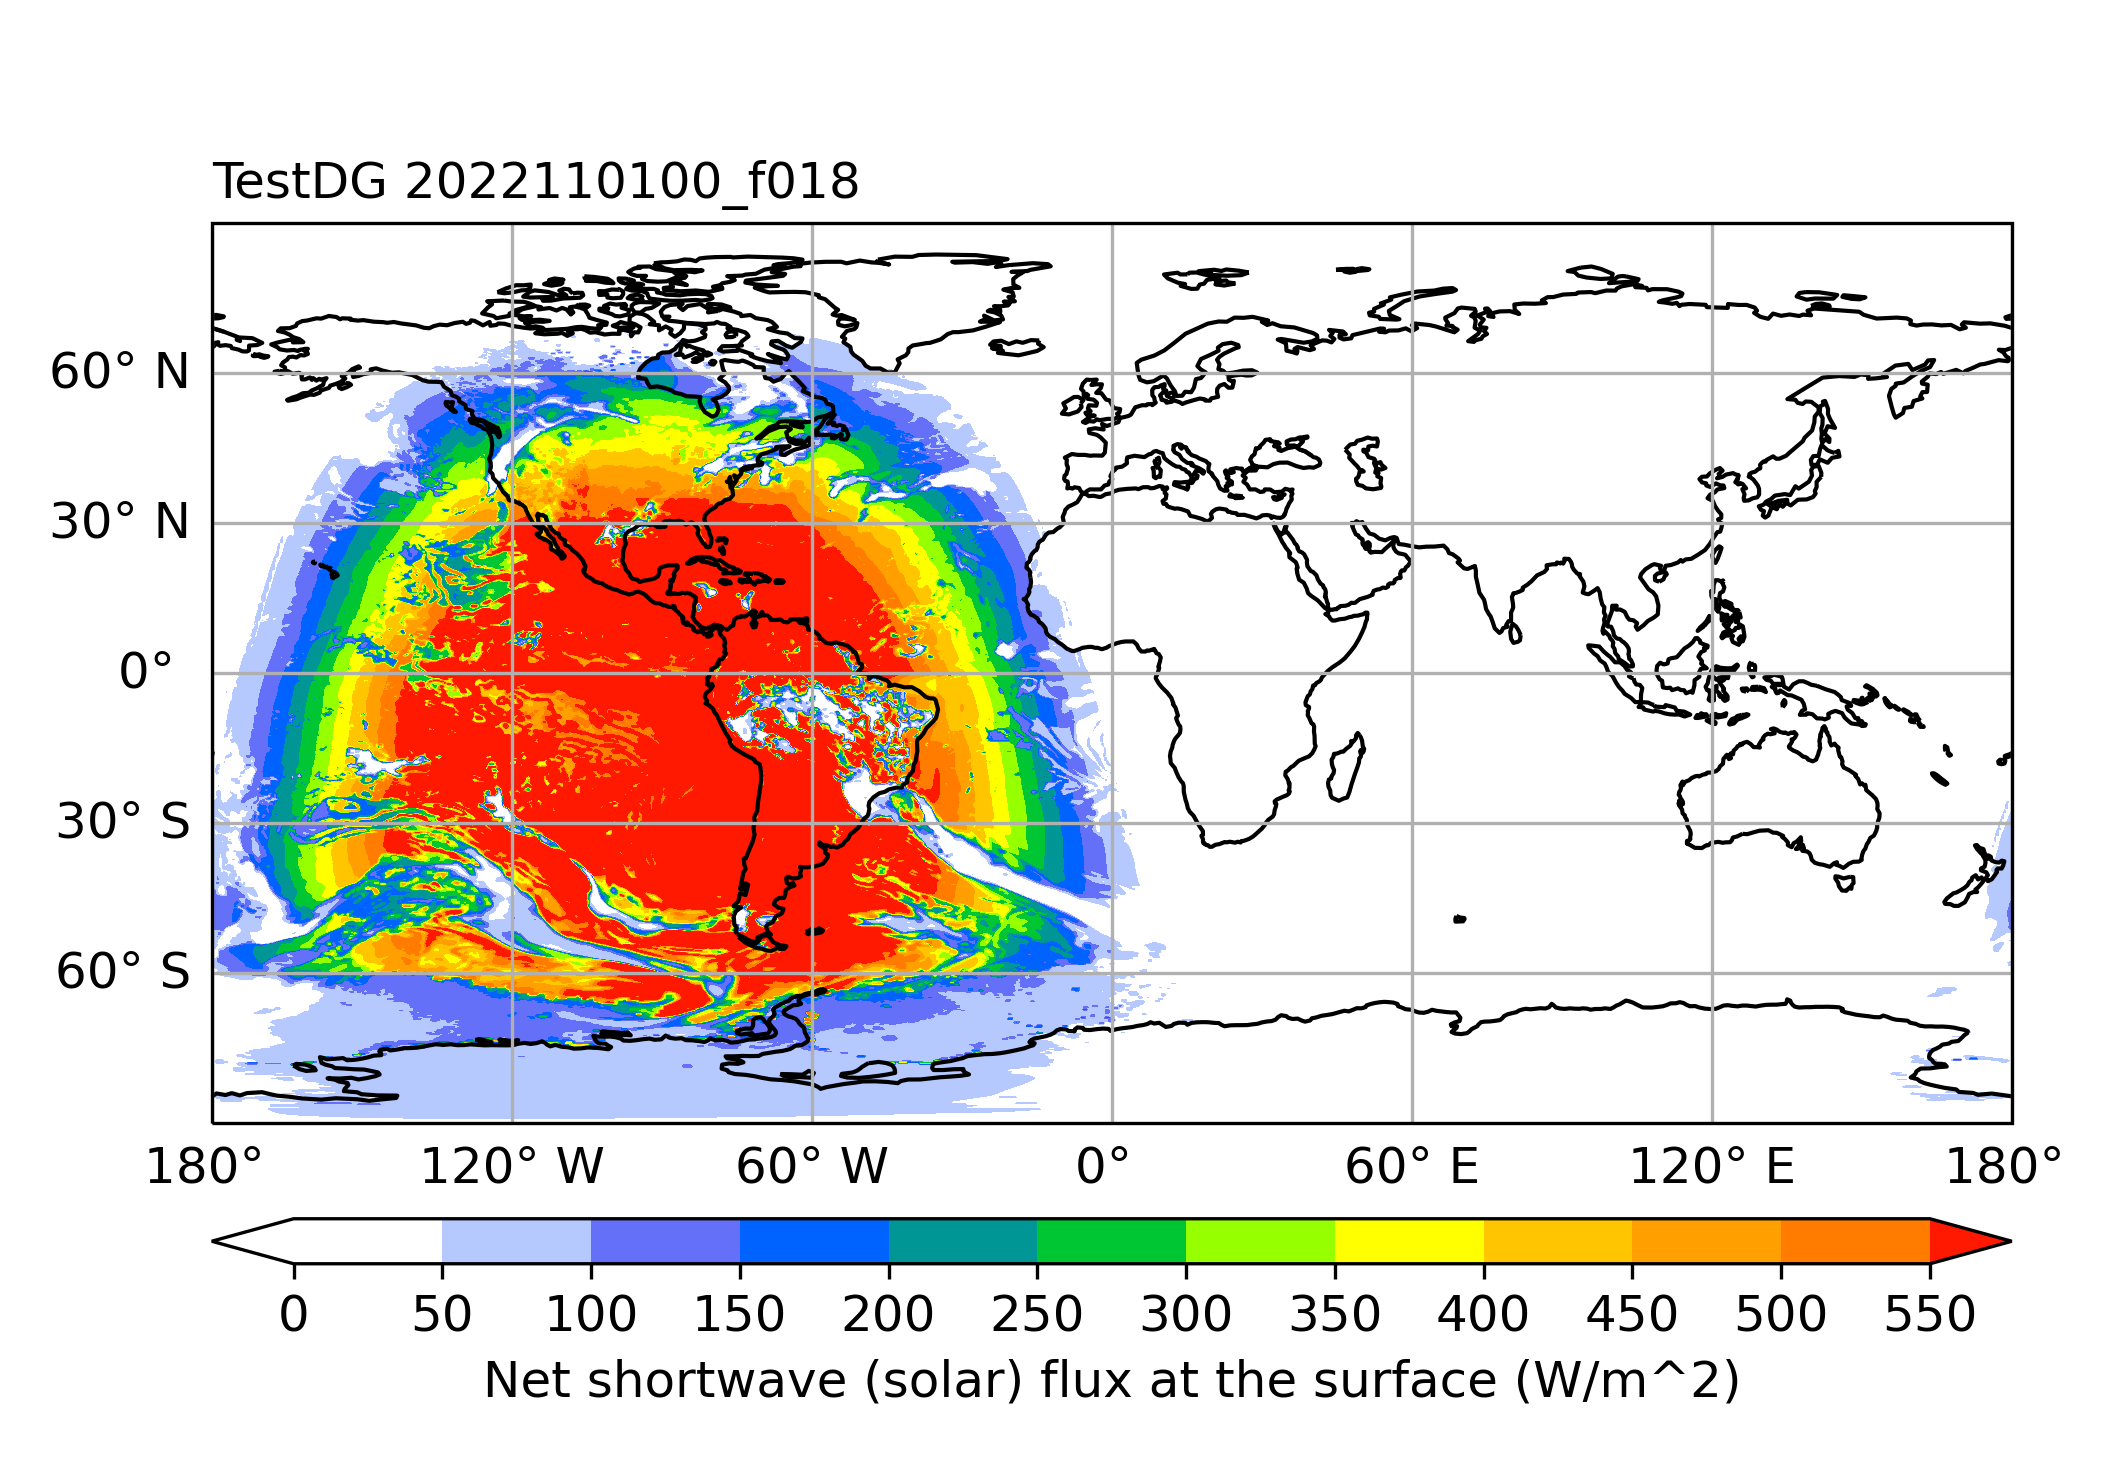 TestDG 2022110100_f018
60° N
30° N
0°
30° S
60° S
180° 120° W 60° W 0° 60° E 120° E 180°
0 50 100 150 200 250 300 350 400 450 500 550
Net shortwave (solar) flux at the surface (W/m^2)